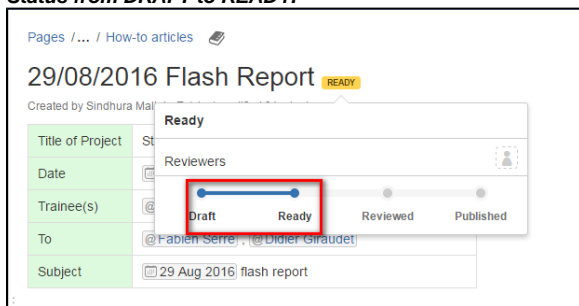 Status from DRAFT to READY:
Pages /... / How-to articles
29/08/2016 Flash Report READY
Created by Sindhura
Ready
Reviewers
Draft Ready Reviewed Published
Title of Project
Date
Trainee(s)
To @Fabien Serre , @Didier Giraudet
Subject 29 Aug 2016 flash report